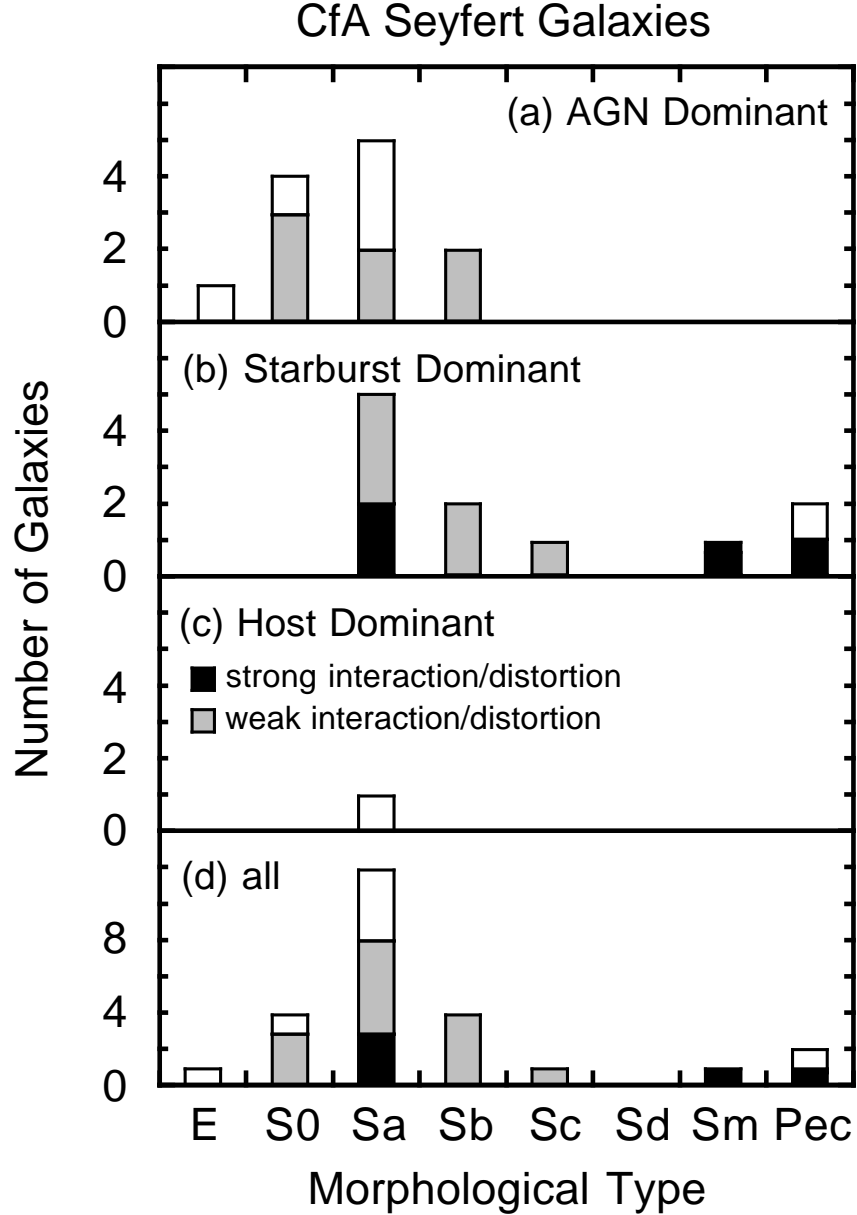 CfA Seyfert Galaxies
(a) AGN Dominant
4
2
0
(b) Starburst Dominant
4
2
0
(c) Host Dominant
strong interaction/distortion
weak interaction/distortion
4
2
0
(d) all
8
4
0
E S0 Sa Sb Sc Sd Sm Pec
Morphological Type
Number of Galaxies